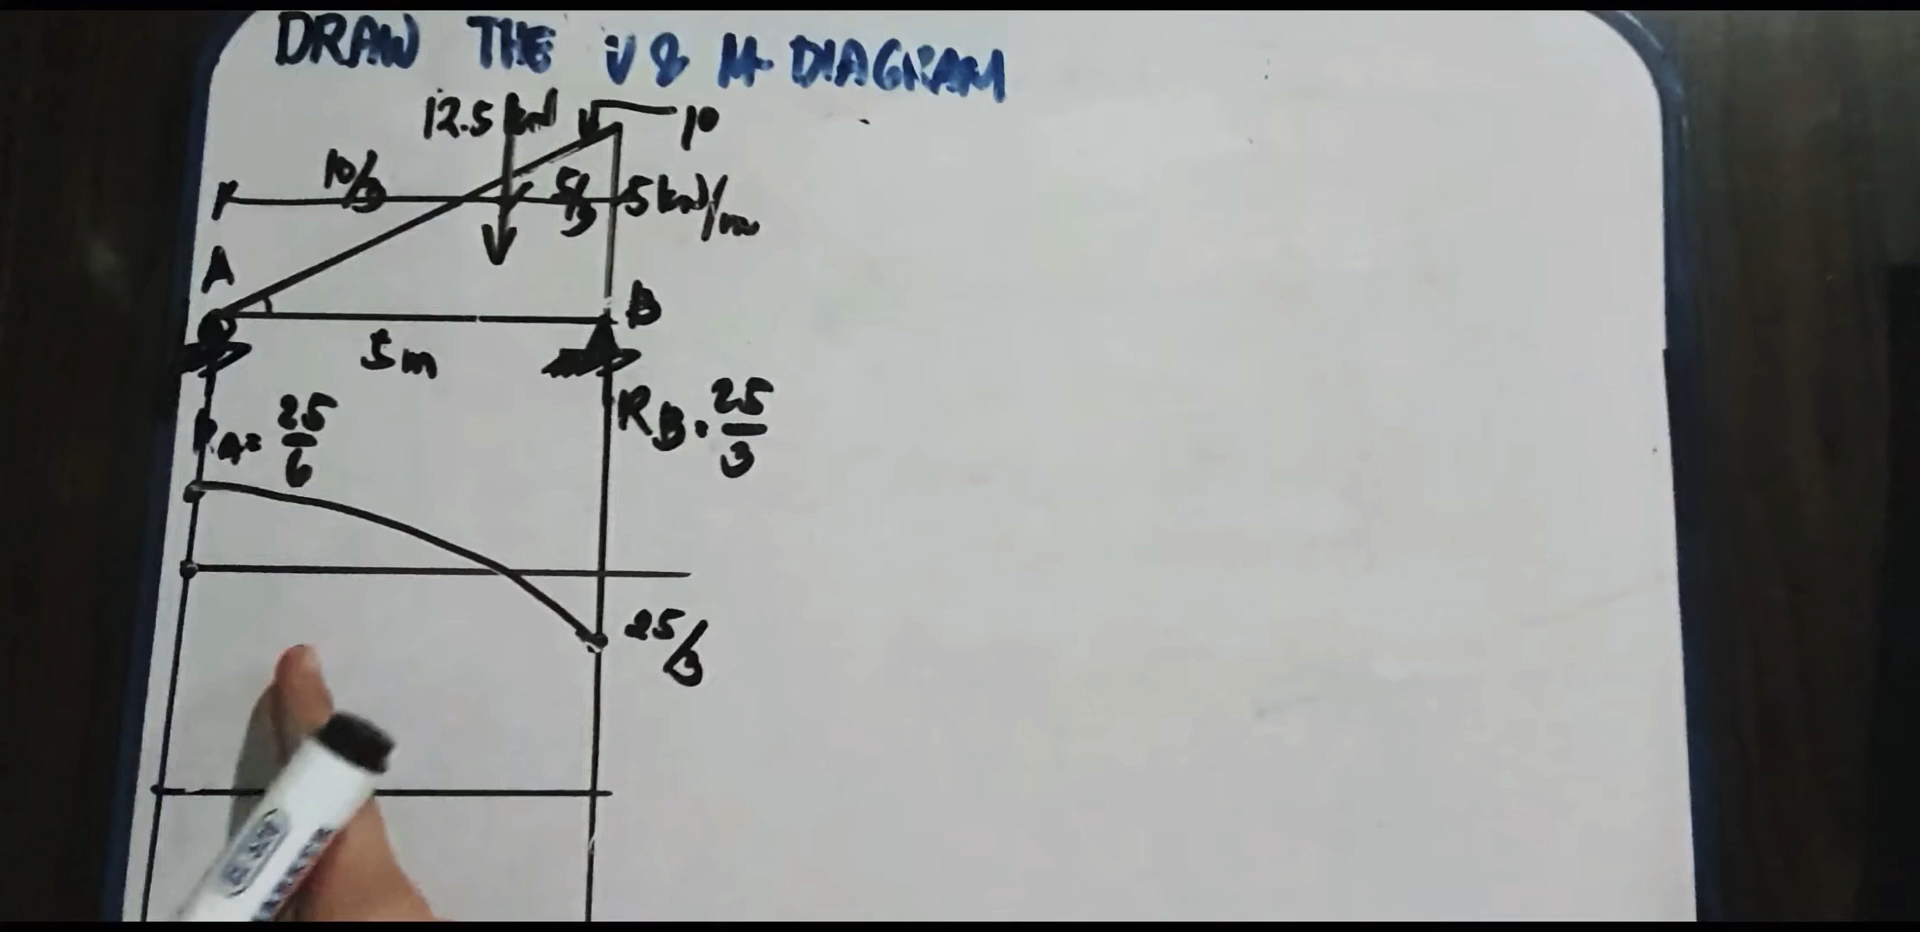 DRAW THE V & M DIAGRAM
12.5 kN
10
10/3
5/3
5 kN/m
A
B
5m
RA = 25/6
RB = 25/3
25/3